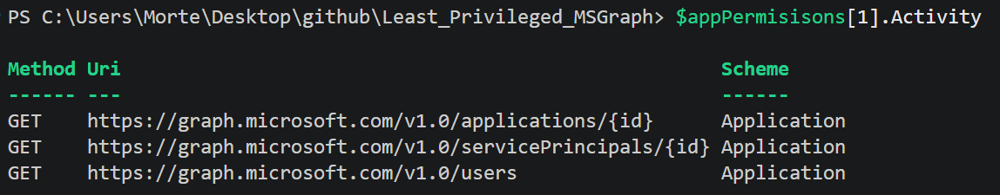 PS C:\Users\Morte\Desktop\github\Least_Privileged_MSGraph> $appPermisisons[1].Activity
Method Uri Scheme
------ --- ------
GET https://graph.microsoft.com/v1.0/applications/{id} Application
GET https://graph.microsoft.com/v1.0/servicePrincipals/{id} Application
GET https://graph.microsoft.com/v1.0/users Application